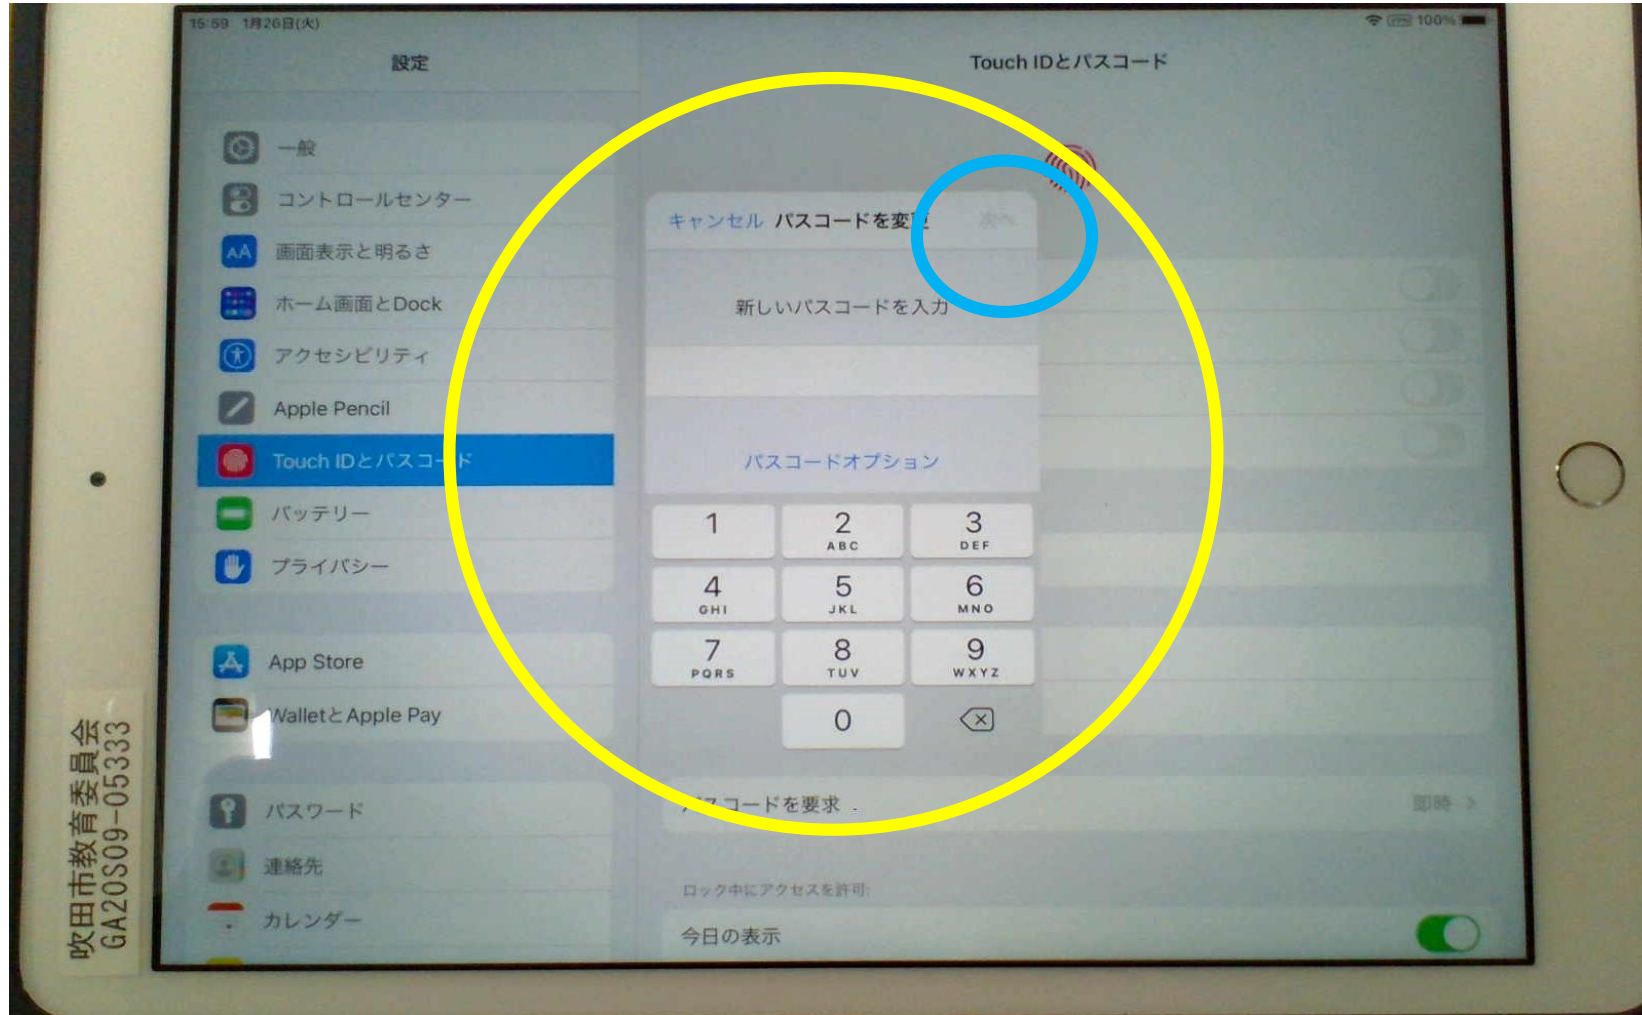 15:59 1月26日(火)
100%
設定
Touch IDとパスコード
一般
コントロールセンター
画面表示と明るさ
ホーム画面とDock
アクセシビリティ
Apple Pencil
Touch IDとパスコード
バッテリー
プライバシー
App Store
WalletとApple Pay
パスワード
連絡先
カレンダー
キャンセル パスコードを変更 次へ
新しいパスコードを入力
パスコードオプション
1
2 ABC
3 DEF
4 GHI
5 JKL
6 MNO
7 PQRS
8 TUV
9 WXYZ
0
パスコードを要求 即時
ロック中にアクセスを許可:
今日の表示
吹田市教育委員会
GA20S09-05333